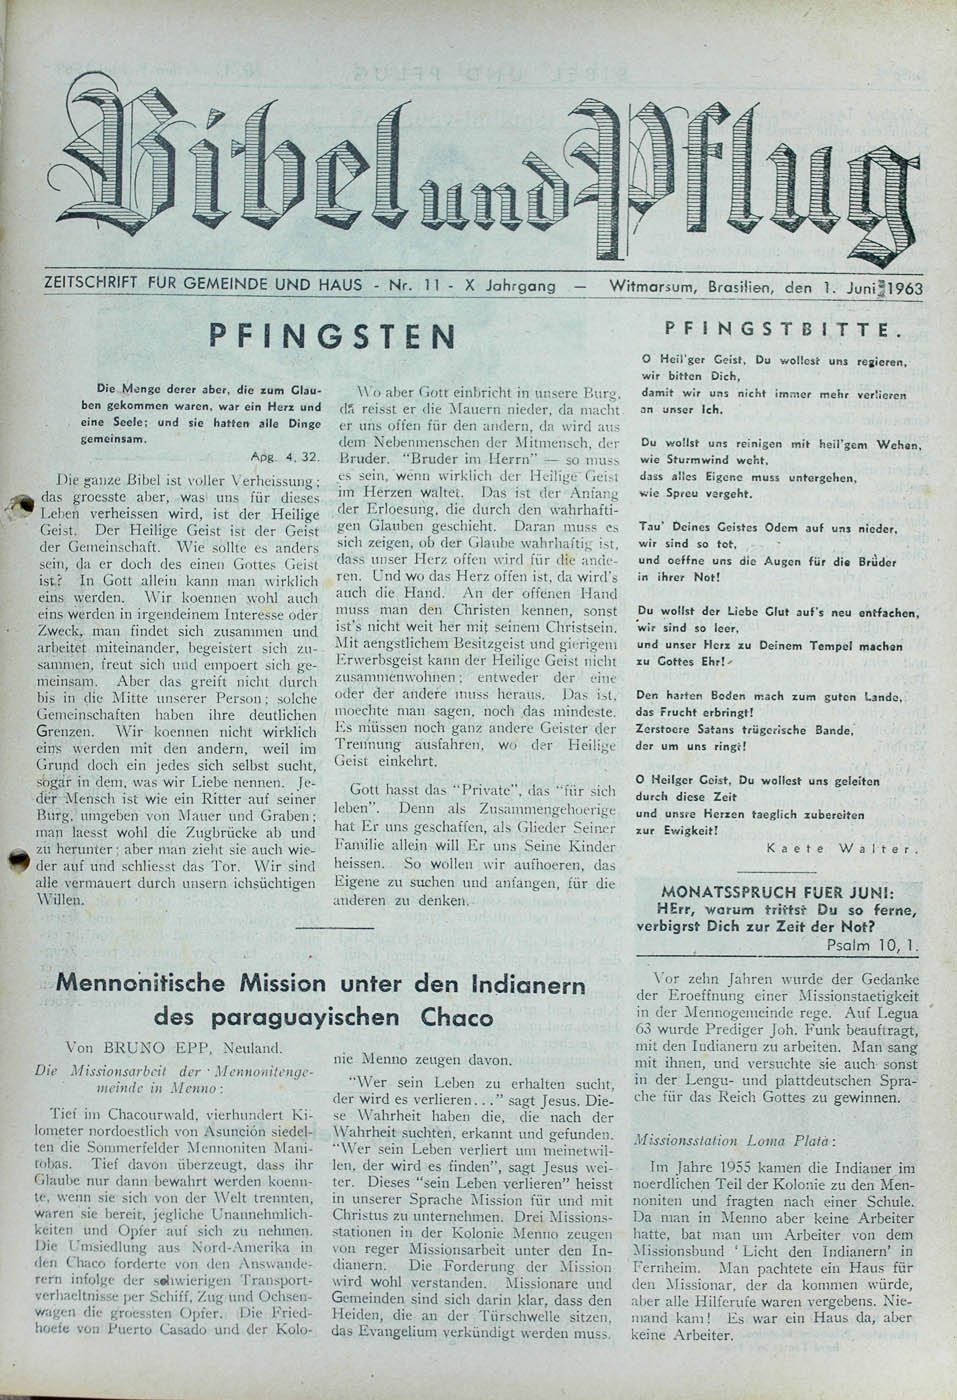 Bibel und Pflug
ZEITSCHRIFT FUR GEMEINDE UND HAUS - Nr. 11 - X Jahrgang — Witmarsum, Brasilien, den 1. Juni 1963
PFINGSTEN
Die Menge derer aber, die zum Glau-
ben gekommen waren, war ein Herz und
eine Seele; und sie hatten alle Dinge
gemeinsam.
Apg. 4, 32.
Die ganze Bibel ist voller Verheissung;
das groesste aber, was uns für dieses
Leben verheissen wird, ist der Heilige
Geist. Der Heilige Geist ist der Geist
der Gemeinschaft. Wie sollte es anders
sein, da er doch des einen Gottes Geist
ist? In Gott allein kann man wirklich
eins werden. Wir koennen wohl auch
eins werden in irgendeinem Interesse oder
Zweck, man findet sich zusammen und
arbeitet miteinander, begeistert sich zu-
sammen, freut sich und empoert sich ge-
meinsam. Aber das greift nicht durch
bis in die Mitte unserer Person; solche
Gemeinschaften haben ihre deutlichen
Grenzen. Wir koennen nicht wirklich
eins werden mit den andern, weil im
Grund doch ein jedes sich selbst sucht,
sogar in dem, was wir Liebe nennen. Je-
der Mensch ist wie ein Ritter auf seiner
Burg, umgeben von Mauer und Graben;
man laesst wohl die Zugbrücke ab und
zu herunter; aber man zieht sie auch wie-
der auf und schliesst das Tor. Wir sind
alle vermauert durch unsern ichsüchtigen
Willen.
Wo aber Gott einbricht in unsere Burg,
da reisst er die Mauern nieder, da macht
er uns offen für den andern, da wird aus
dem Nebenmenschen der Mitmensch, der
Bruder. "Bruder im Herrn" — so muss
es sein, wenn wirklich der Heilige Geist
im Herzen waltet. Das ist der Anfang
der Erloesung, die durch den wahrhafti-
gen Glauben geschieht. Daran muss es
sich zeigen, ob der Glaube wahrhaftig ist,
dass unser Herz offen wird für die ande-
ren. Und wo das Herz offen ist, da wird's
auch die Hand. An der offenen Hand
muss man den Christen kennen, sonst
ist's nicht weit her mit seinem Christsein.
Mit aengstlichem Besitzgeist und gierigem
Erwerbsgeist kann der Heilige Geist nicht
zusammenwohnen; entweder der eine
oder der andere muss heraus. Das ist,
moechte man sagen, noch das mindeste.
Es müssen noch ganz andere Geister der
Trennung ausfahren, wo der Heilige
Geist einkehrt.
Gott hasst das "Private", das "für sich
leben". Denn als Zusammengehoerige
hat Er uns geschaffen, als Glieder Seiner
Familie allein will Er uns Seine Kinder
heissen. So wollen wir aufhoeren, das
Eigene zu suchen und anfangen, für die
anderen zu denken.
PFINGSTBITTE.
O Heil'ger Geist, Du wollest uns regieren,
wir bitten Dich,
damit wir uns nicht immer mehr verlieren
an unser Ich.
Du wollst uns reinigen mit heil'gem Wehen,
wie Sturmwind weht,
dass alles Eigene muss untergehen,
wie Spreu vergeht.
Tau' Deines Geistes Odem auf uns nieder,
wir sind so tot,
und oeffne uns die Augen für die Brüder
in ihrer Not!
Du wollst der Liebe Glut auf's neu entfachen,
wir sind so leer,
und unser Herz zu Deinem Tempel machen
zu Gottes Ehr!
Den harten Boden mach zum guten Lande,
das Frucht erbringt!
Zerstoere Satans trügerische Bande,
der um uns ringt!
O Heilger Geist, Du wollest uns geleiten
durch diese Zeit
und unsre Herzen taeglich zubereiten
zur Ewigkeit!
Kaete Walter.
MONATSSPRUCH FUER JUNI:
HErr, warum trittst Du so ferne,
verbigrst Dich zur Zeit der Not?
Psalm 10, 1.
Mennonitische Mission unter den Indianern
des paraguayischen Chaco
Von BRUNO EPP, Neuland.
Die Missionsarbeit der Mennonitenge-
meinde in Menno:
Tief im Chacourwald, vierhundert Ki-
lometer nordoestlich von Asunción siedel-
ten die Sommerfelder Mennoniten Mani-
tobas. Tief davon überzeugt, dass ihr
Glaube nur dann bewahrt werden koenn-
te, wenn sie sich von der Welt trennten,
waren sie bereit, jegliche Unannehmlich-
keiten und Opfer auf sich zu nehmen.
Die Umsiedlung aus Nord-Amerika in
den Chaco forderte von den Auswande-
rern infolge der schwierigen Transport-
verhaeltnisse per Schiff, Zug und Ochsen-
wagen die groessten Opfer. Die Fried-
hoefe von Puerto Casado und der Kolo-
nie Menno zeugen davon.
"Wer sein Leben zu erhalten sucht,
der wird es verlieren..." sagt Jesus. Die-
se Wahrheit haben die, die nach der
Wahrheit suchten, erkannt und gefunden.
"Wer sein Leben verliert um meinetwil-
len, der wird es finden", sagt Jesus wei-
ter. Dieses "sein Leben verlieren" heisst
in unserer Sprache Mission für und mit
Christus zu unternehmen. Drei Missions-
stationen in der Kolonie Menno zeugen
von reger Missionsarbeit unter den In-
dianern. Die Forderung der Mission
wird wohl verstanden. Missionare und
Gemeinden sind sich darin klar, dass den
Heiden, die an der Türschwelle sitzen,
das Evangelium verkündigt werden muss.
Vor zehn Jahren wurde der Gedanke
der Eroeffnung einer Missionstaetigkeit
in der Mennogemeinde rege. Auf Legua
63 wurde Prediger Joh. Funk beauftragt,
mit den Indianern zu arbeiten. Man sang
mit ihnen, und versuchte sie auch sonst
in der Lengu- und plattdeutschen Spra-
che für das Reich Gottes zu gewinnen.
Missionsstation Loma Plata:
Im Jahre 1955 kamen die Indianer im
noerdlichen Teil der Kolonie zu den Men-
noniten und fragten nach einer Schule.
Da man in Menno aber keine Arbeiter
hatte, bat man um Arbeiter von dem
Missionsbund 'Licht den Indianern' in
Fernheim. Man pachtete ein Haus für
den Missionar, der da kommen würde,
aber alle Hilferufe waren vergebens. Nie-
mand kam! Es war ein Haus da, aber
keine Arbeiter.